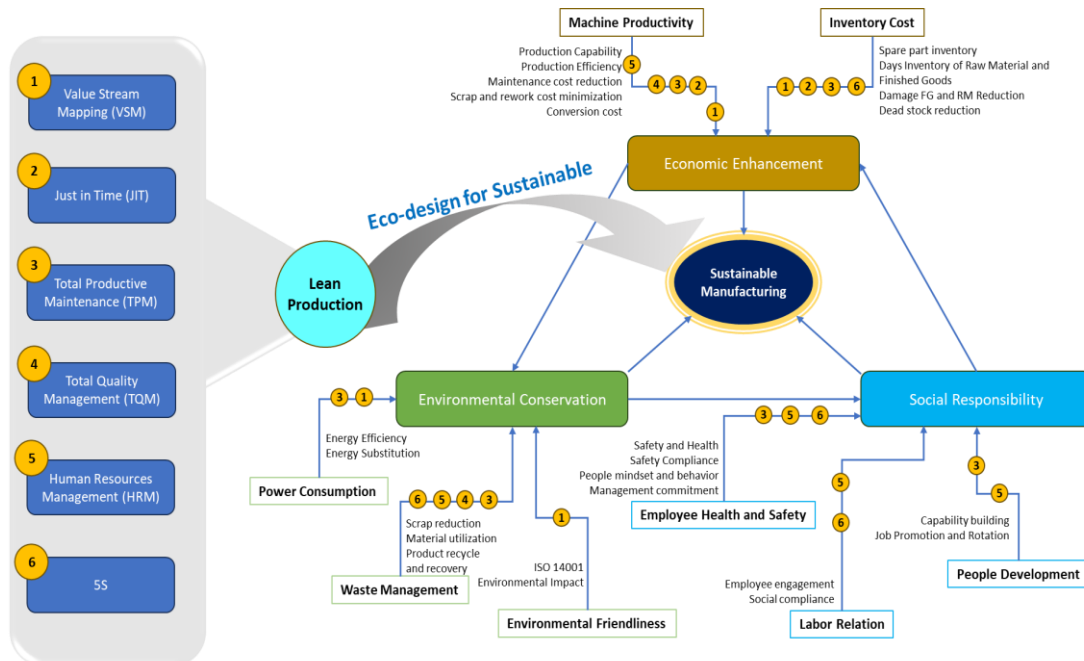 1
Value Stream
Mapping (VSM)
2
Just in Time (JIT)
3
Total Productive
Maintenance (TPM)
4
Total Quality
Management (TQM)
5
Human Resources
Management (HRM)
6
5S
Lean
Production
Eco-design for Sustainable
Machine Productivity
Production Capability
Production Efficiency
Maintenance cost reduction
Scrap and rework cost minimization
Conversion cost
5
4 3 2
1
Inventory Cost
Spare part inventory
Days Inventory of Raw Material and
Finished Goods
Damage FG and RM Reduction
Dead stock reduction
1 2 3 6
Economic Enhancement
Sustainable
Manufacturing
Environmental Conservation
Social Responsibility
3 1
Energy Efficiency
Energy Substitution
Power Consumption
6 5 4 3
Scrap reduction
Material utilization
Product recycle
and recovery
Waste Management
1
ISO 14001
Environmental Impact
Environmental Friendliness
3 5 6
Safety and Health
Safety Compliance
People mindset and behavior
Management commitment
Employee Health and Safety
5
6
Employee engagement
Social compliance
Labor Relation
3
5
Capability building
Job Promotion and Rotation
People Development